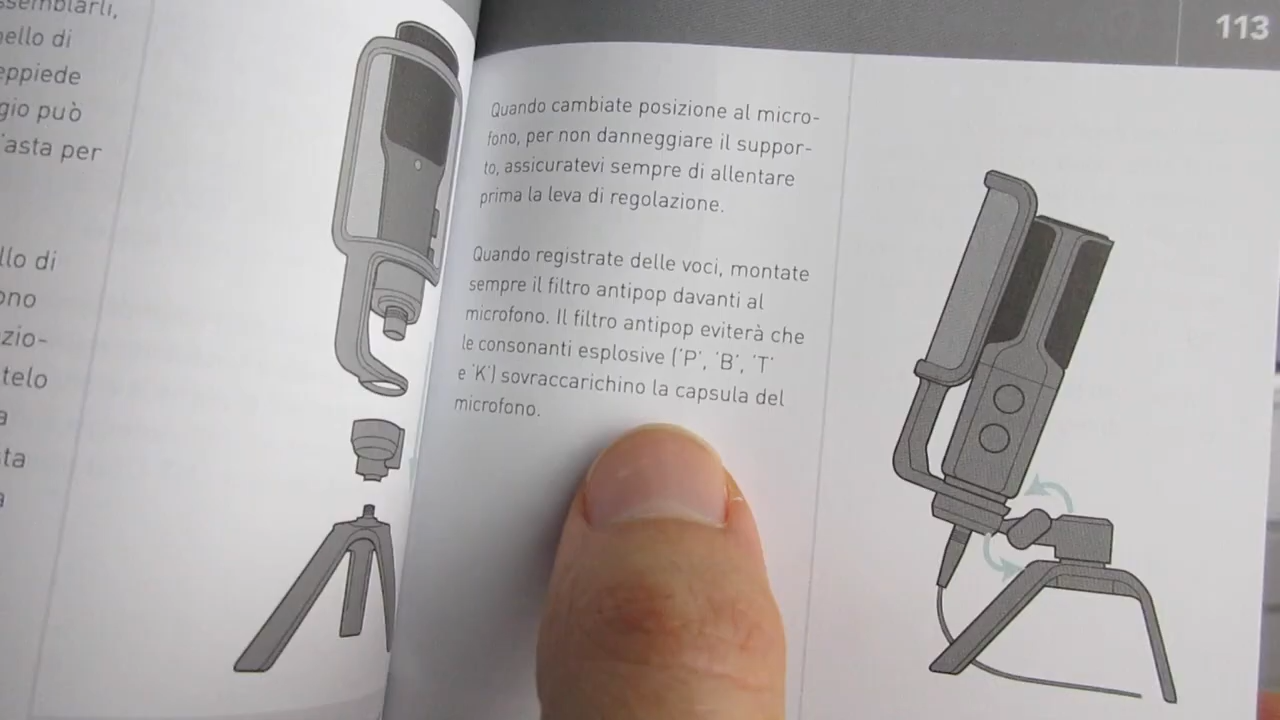 ssemblarli,
nello di
eppiede
gio può
'asta per
llo di
ono
zio-
telo
a
sta
a
113
Quando cambiate posizione al micro-
fono, per non danneggiare il suppor-
to, assicuratevi sempre di allentare
prima la leva di regolazione.
Quando registrate delle voci, montate
sempre il filtro antipop davanti al
microfono. Il filtro antipop eviterà che
le consonanti esplosive ('P', 'B', 'T'
e 'K') sovraccarichino la capsula del
microfono.